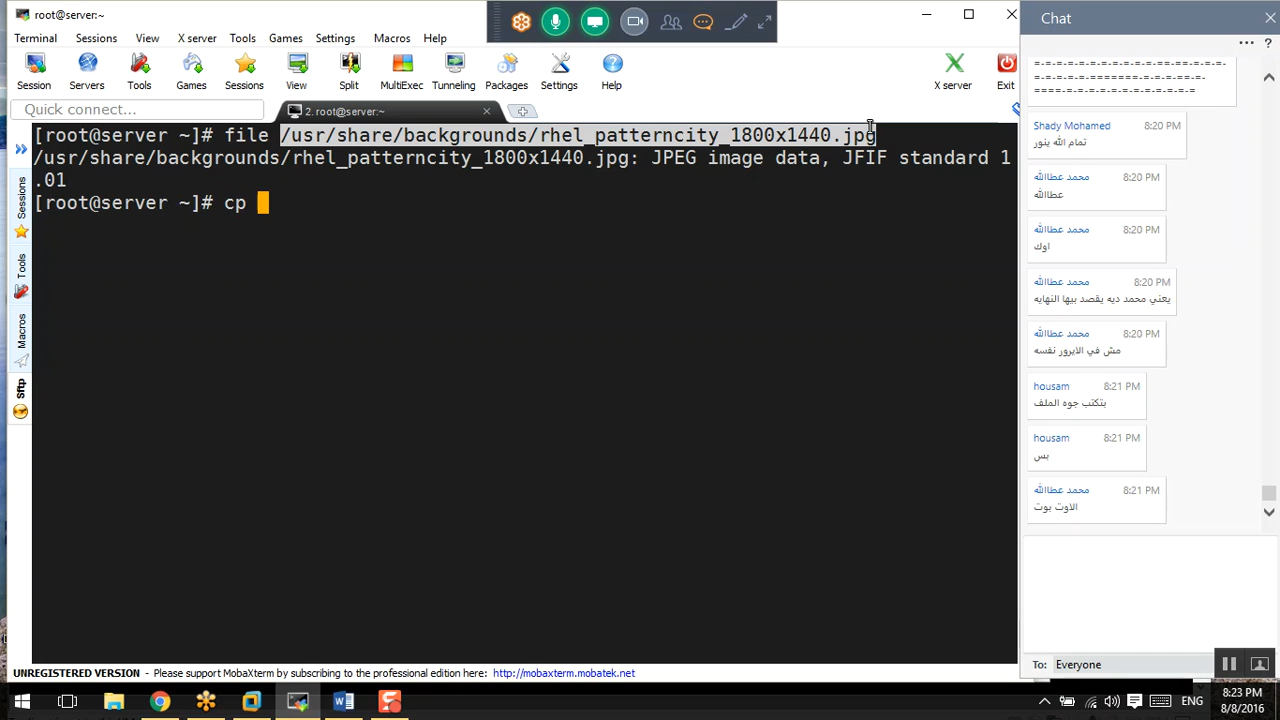 root@server:~
Terminal Sessions View X server Tools Games Settings Macros Help
Session Servers Tools Games Sessions View Split MultiExec Tunneling Packages Settings Help X server Exit
Quick connect...
2. root@server:~
[root@server ~]# file /usr/share/backgrounds/rhel_patterncity_1800x1440.jpg
/usr/share/backgrounds/rhel_patterncity_1800x1440.jpg: JPEG image data, JFIF standard 1
.01
[root@server ~]# cp
Sessions
Tools
Macros
Sftp
UNREGISTERED VERSION - Please support MobaXterm by subscribing to the professional edition here: http://mobaxterm.mobatek.net
Chat
Shady Mohamed 8:20 PM
تمام الله ينور
محمد عطاالله 8:20 PM
عطاالله
محمد عطاالله 8:20 PM
اوك
محمد عطاالله 8:20 PM
يعني محمد ديه يقصد بيها النهايه
محمد عطاالله 8:20 PM
مش في الايرور نفسه
housam 8:21 PM
بتكتب جوه الملف
housam 8:21 PM
بس
محمد عطاالله 8:21 PM
الاوت بوت
To: Everyone
ENG
8:23 PM
8/8/2016